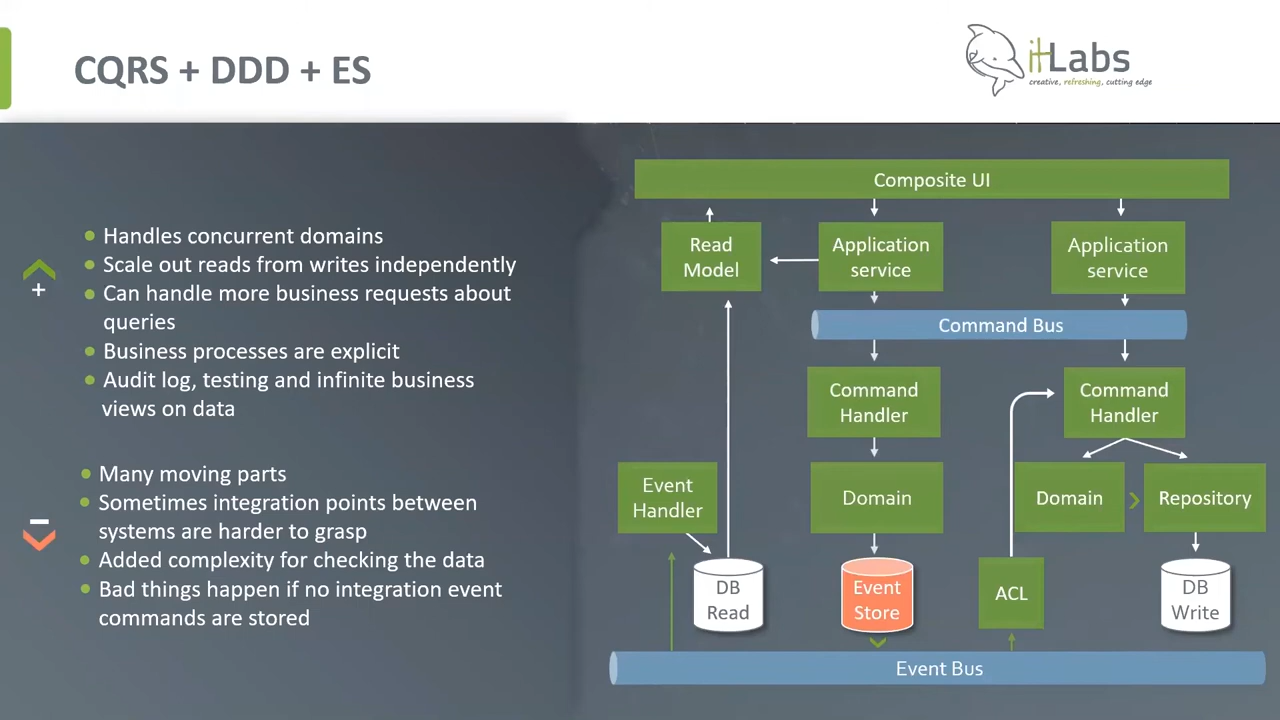 CQRS + DDD + ES
itLabs
creative, refreshing, cutting edge
Handles concurrent domains
Scale out reads from writes independently
Can handle more business requests about
queries
Business processes are explicit
Audit log, testing and infinite business
views on data
+
Many moving parts
Sometimes integration points between
systems are harder to grasp
Added complexity for checking the data
Bad things happen if no integration event
commands are stored
Composite UI
Read
Model
Application
service
Application
service
Command Bus
Command
Handler
Command
Handler
Event
Handler
Domain
Domain
Repository
DB
Read
Event
Store
ACL
DB
Write
Event Bus